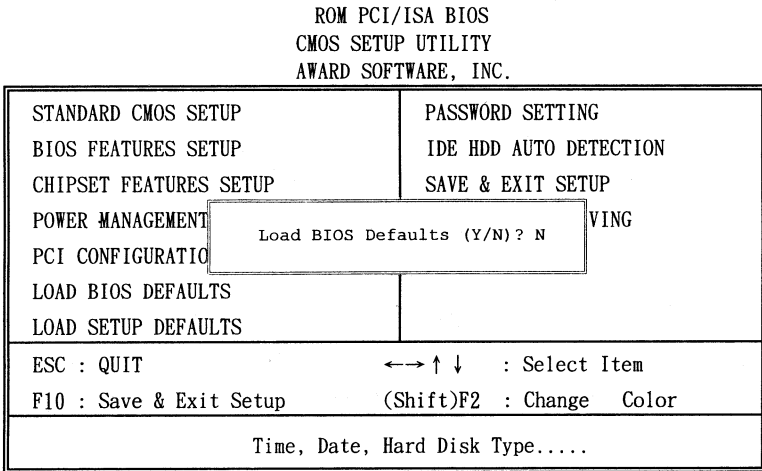 ROM PCI/ISA BIOS
CMOS SETUP UTILITY
AWARD SOFTWARE, INC.
STANDARD CMOS SETUP
PASSWORD SETTING
BIOS FEATURES SETUP
IDE HDD AUTO DETECTION
CHIPSET FEATURES SETUP
SAVE & EXIT SETUP
POWER MANAGEMENT
VING
Load BIOS Defaults (Y/N)? N
PCI CONFIGURATIO
LOAD BIOS DEFAULTS
LOAD SETUP DEFAULTS
ESC : QUIT ←→↑↓ : Select Item
F10 : Save & Exit Setup (Shift)F2 : Change Color
Time, Date, Hard Disk Type.....